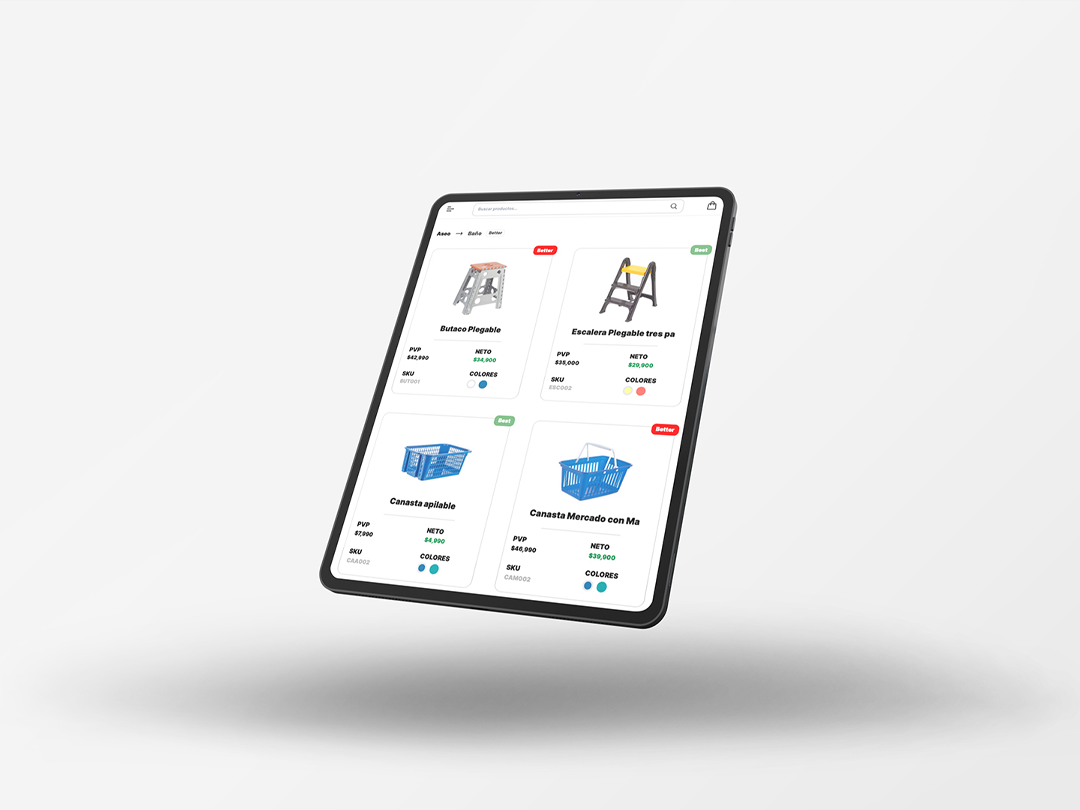 Buscar productos...
Aseo → Baño Better
Better
Butaco Plegable
PVP NETO
$42,990 $34,900
SKU COLORES
BUT001
Best
Escalera Plegable tres pa
PVP NETO
$35,000 $29,900
SKU COLORES
ESC002
Best
Canasta apilable
PVP NETO
$7,990 $4,990
SKU COLORES
CAA002
Better
Canasta Mercado con Ma
PVP NETO
$46,990 $39,900
SKU COLORES
CAM002